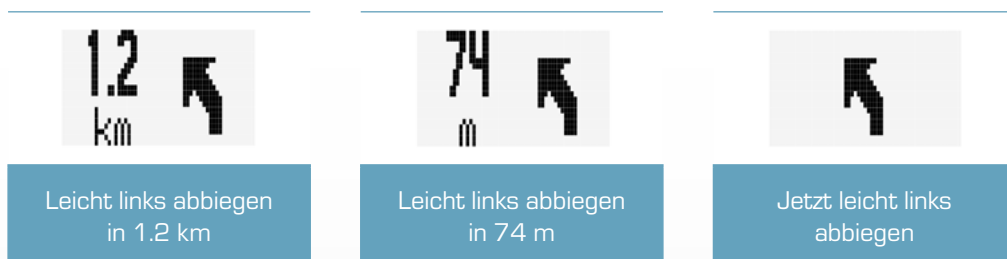 1.2
km
74
m
Leicht links abbiegen
in 1.2 km
Leicht links abbiegen
in 74 m
Jetzt leicht links
abbiegen